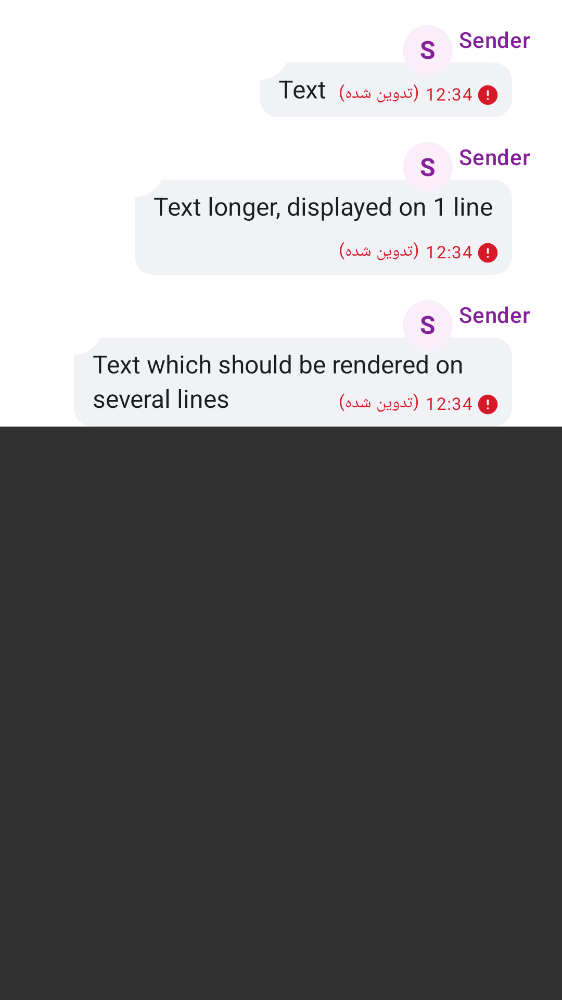 S Sender
Text (تدوین شده) 12:34
S Sender
Text longer, displayed on 1 line
(تدوین شده) 12:34
S Sender
Text which should be rendered on
several lines (تدوین شده) 12:34